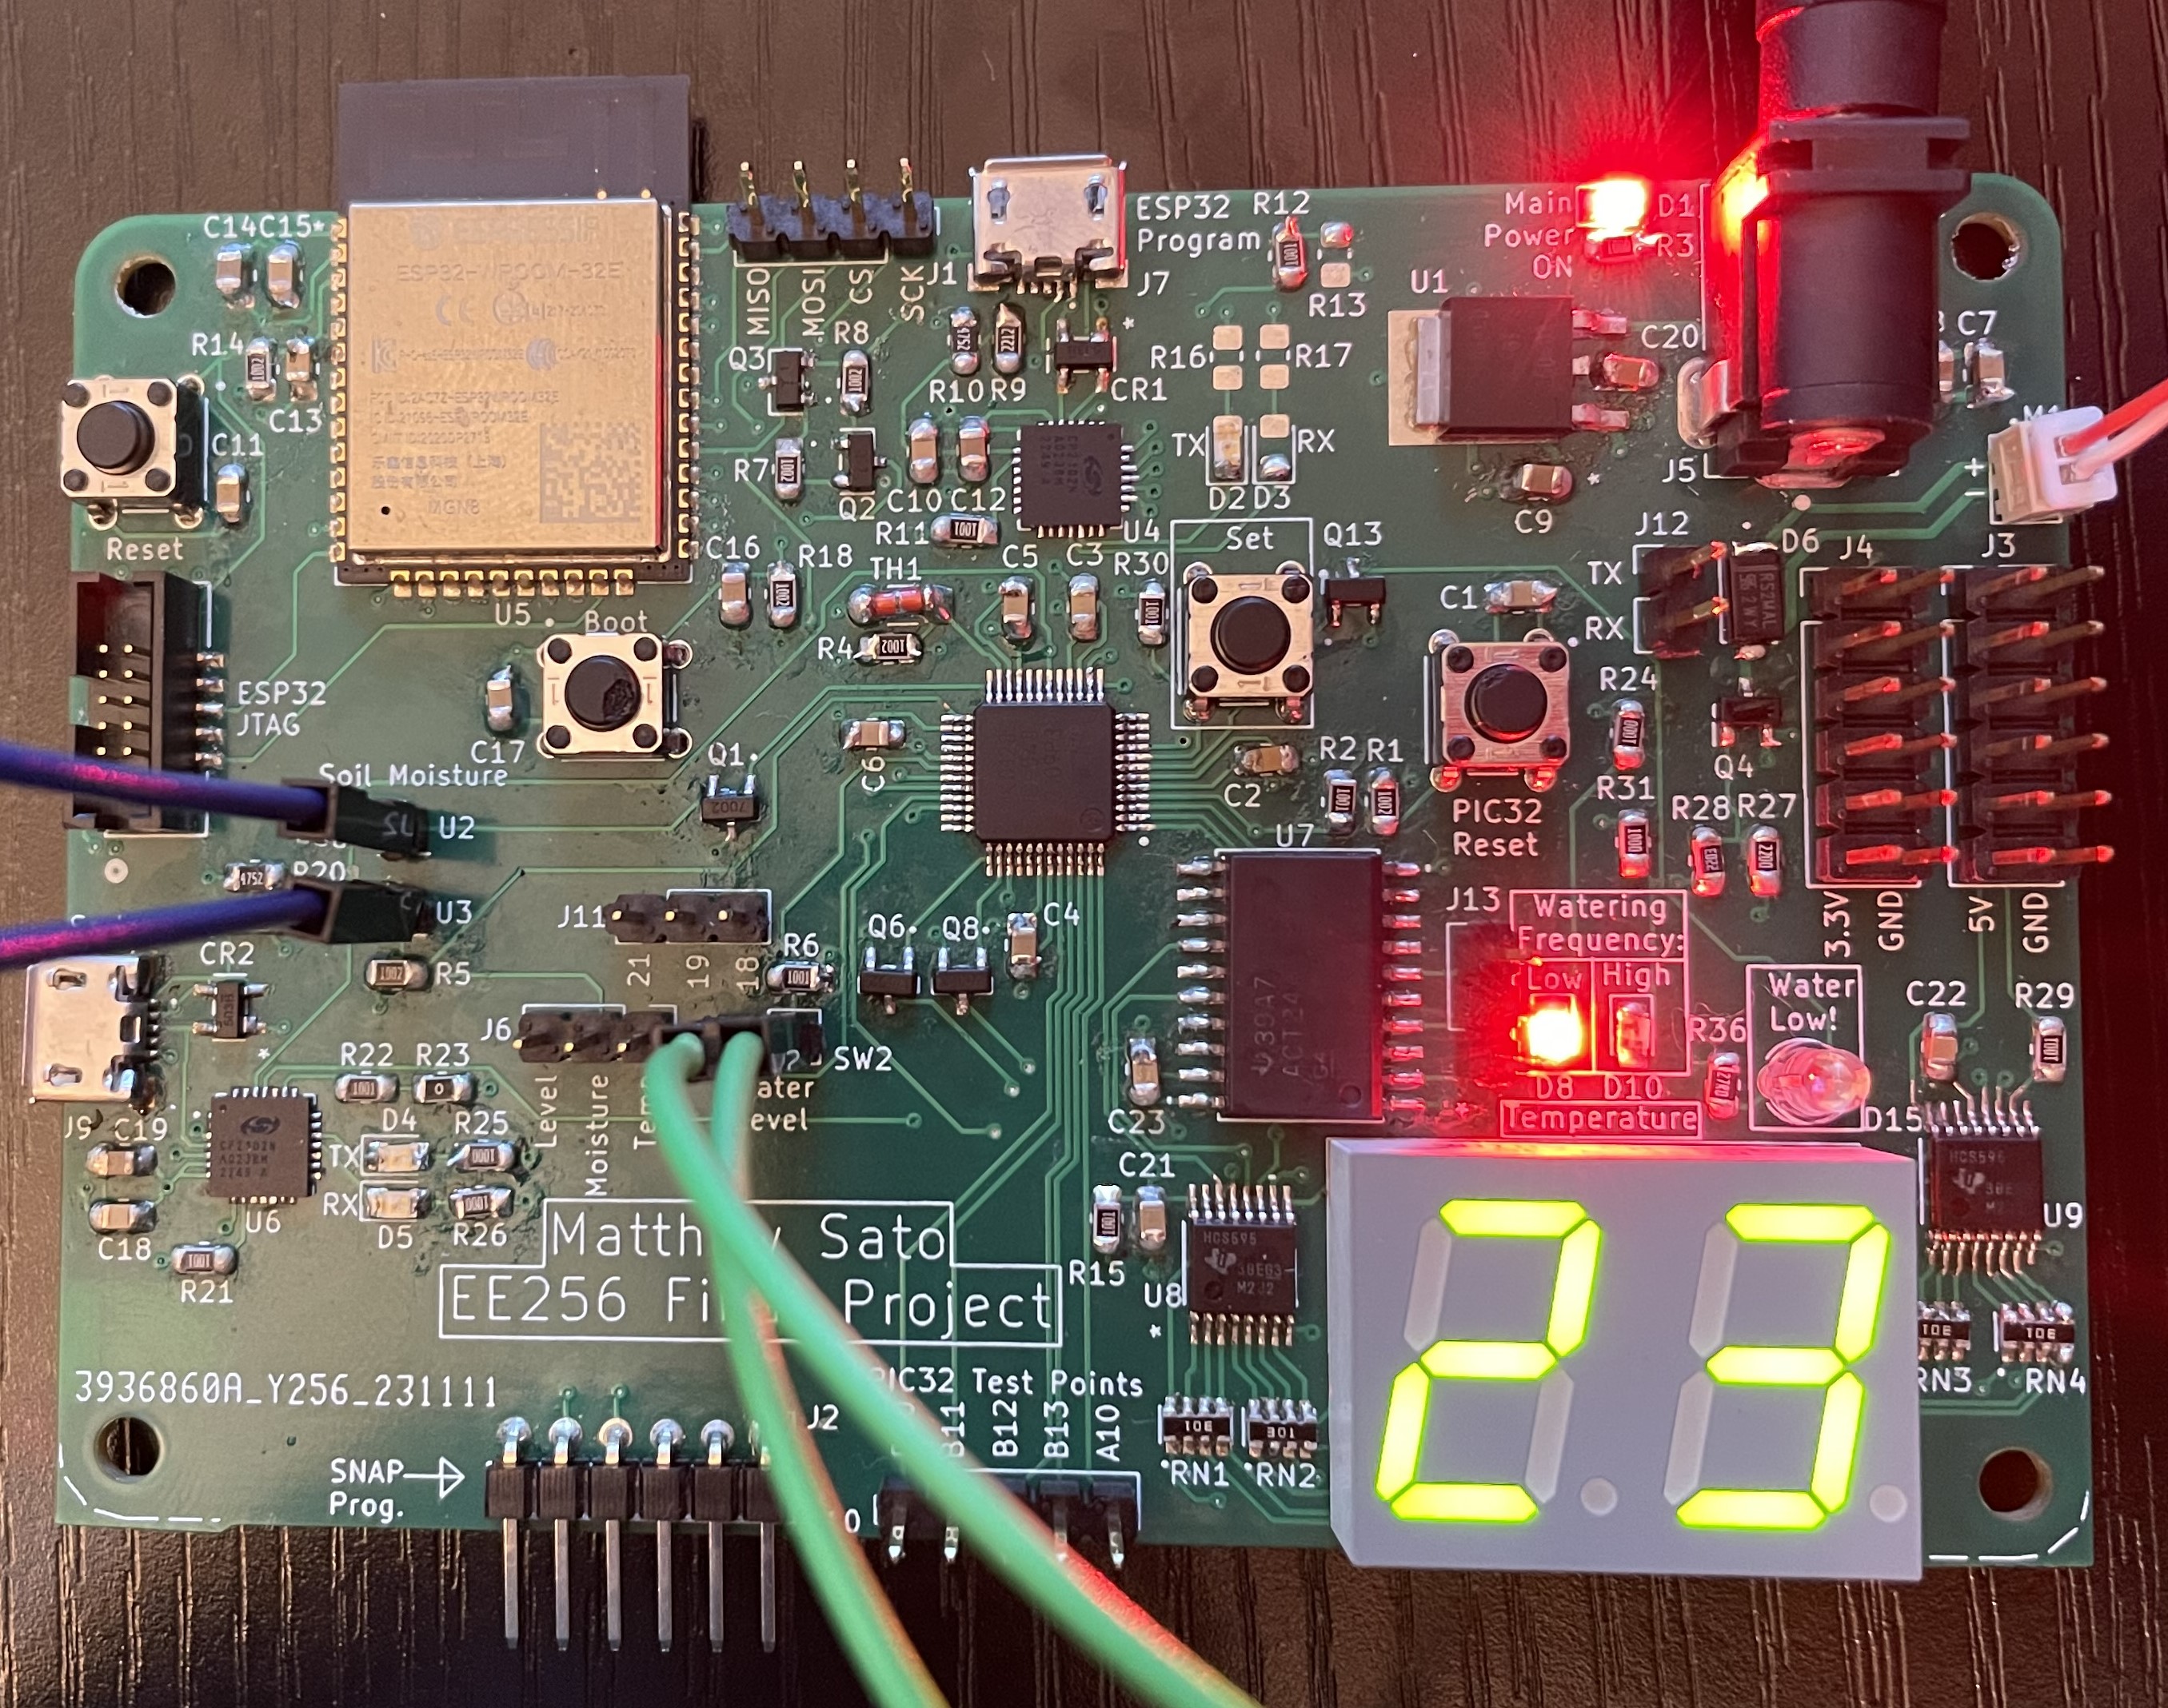 C14 C15*
ESP32-WROOM-32E
CE
MISO
MOSI
CS
SCK
J1
J7
ESP32
Program
R12
R13
Main
Power
ON
D1
R3
U1
C20
C7
R14
C13
C11
Reset
Q3
R8
R10 R9
CR1
R16
R17
R7
Q2
C10 C12
R11
U4
TX
RX
D2 D3
C9
J5
J12
TX
RX
D6
J4
J3
Set
Q13
C16
R18
TH1
C5
C3
R30
C1
U5
Boot
R4
ESP32
JTAG
C17
Q1
7002
C6
C2
R2 R1
PIC32
Reset
R24
R31
Q4
R28 R27
3.3V
GND
5V
GND
Soil Moisture
U2
U3
4752
R20
U7
J11
21
19
18
R6
Q6
Q8
C4
J13
Watering
Frequency:
Low
High
D8 D10
Temperature
R36
Water
Low!
D15
C22
R29
CR2
R5
J6
Level
Moisture
SW2
J9
C19
R22 R23
D4
R25
TX
RX
D5
R26
U6
C18
R21
C23
C21
R15
U8
HCS595
U9
RN3
RN4
Sato
EE256
Project
3936860A_Y256_231111
SNAP
Prog.
J2
PIC32 Test Points
B11
B12
B13
A10
RN1
RN2
23